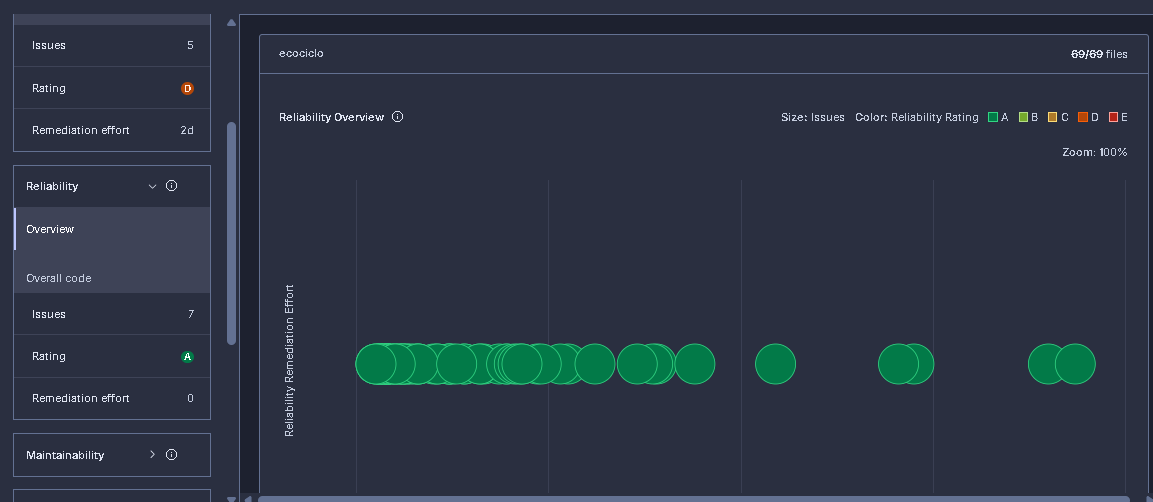 Issues 5
Rating D
Remediation effort 2d
Reliability
Overview
Overall code
Issues 7
Rating A
Remediation effort 0
Maintainability
ecociclo 69/69 files
Reliability Overview Size: Issues Color: Reliability Rating A B C D E
Zoom: 100%
Reliability Remediation Effort